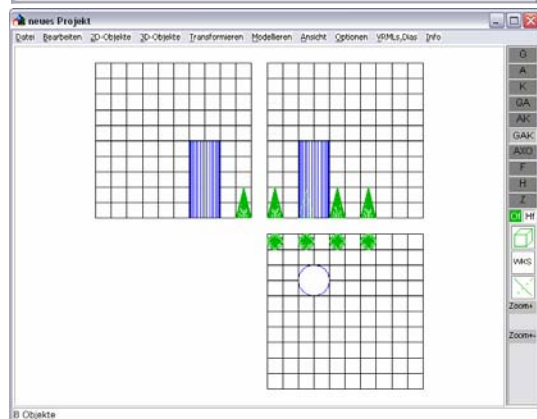 neues Projekt
Datei Bearbeiten 2D-Objekte 3D-Objekte Transformieren Modellieren Ansicht Optionen VRMLs,Dias Info
G
A
K
GA
AK
GAK
AXO
F
H
Z
Of Hf
WKS
Zoom+
Zoom+-
8 Objekte